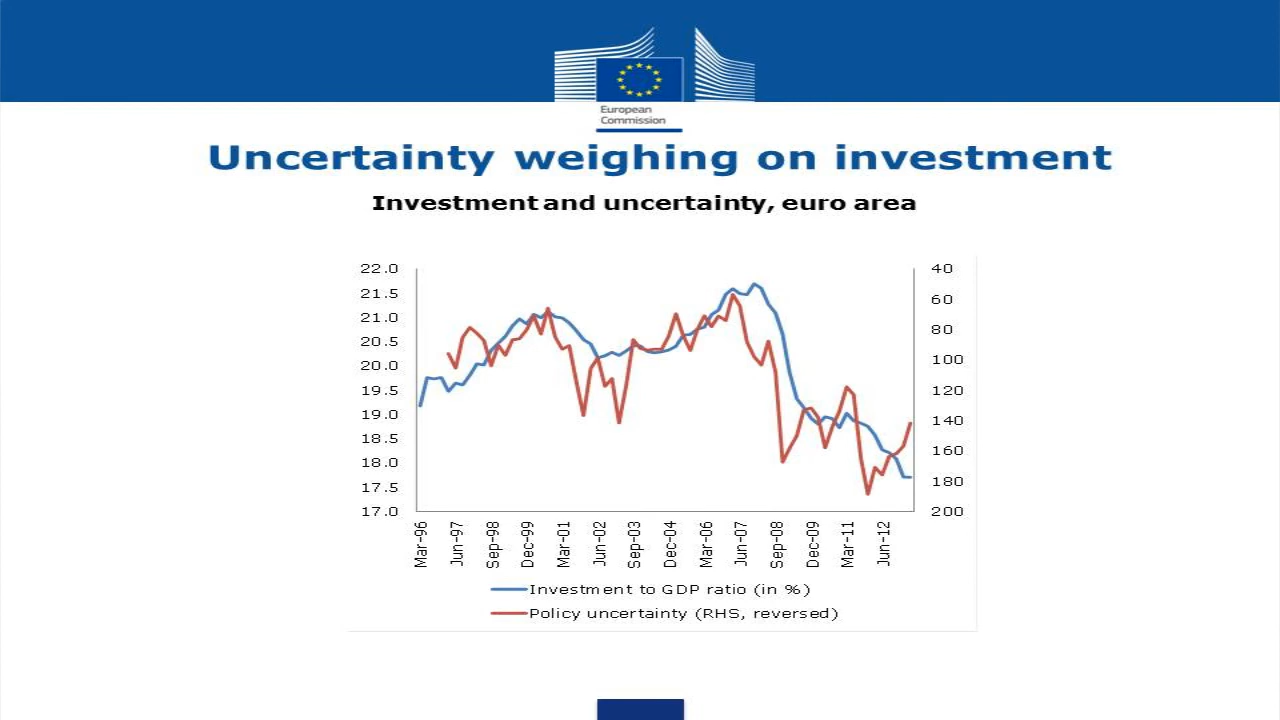 European
Commission
Uncertainty weighing on investment
Investment and uncertainty, euro area
22.0
21.5
21.0
20.5
20.0
19.5
19.0
18.5
18.0
17.5
17.0
40
60
80
100
120
140
160
180
200
Mar-96
Jun-97
Sep-98
Dec-99
Mar-01
Jun-02
Sep-03
Dec-04
Mar-06
Jun-07
Sep-08
Dec-09
Mar-11
Jun-12
Investment to GDP ratio (in %)
Policy uncertainty (RHS, reversed)